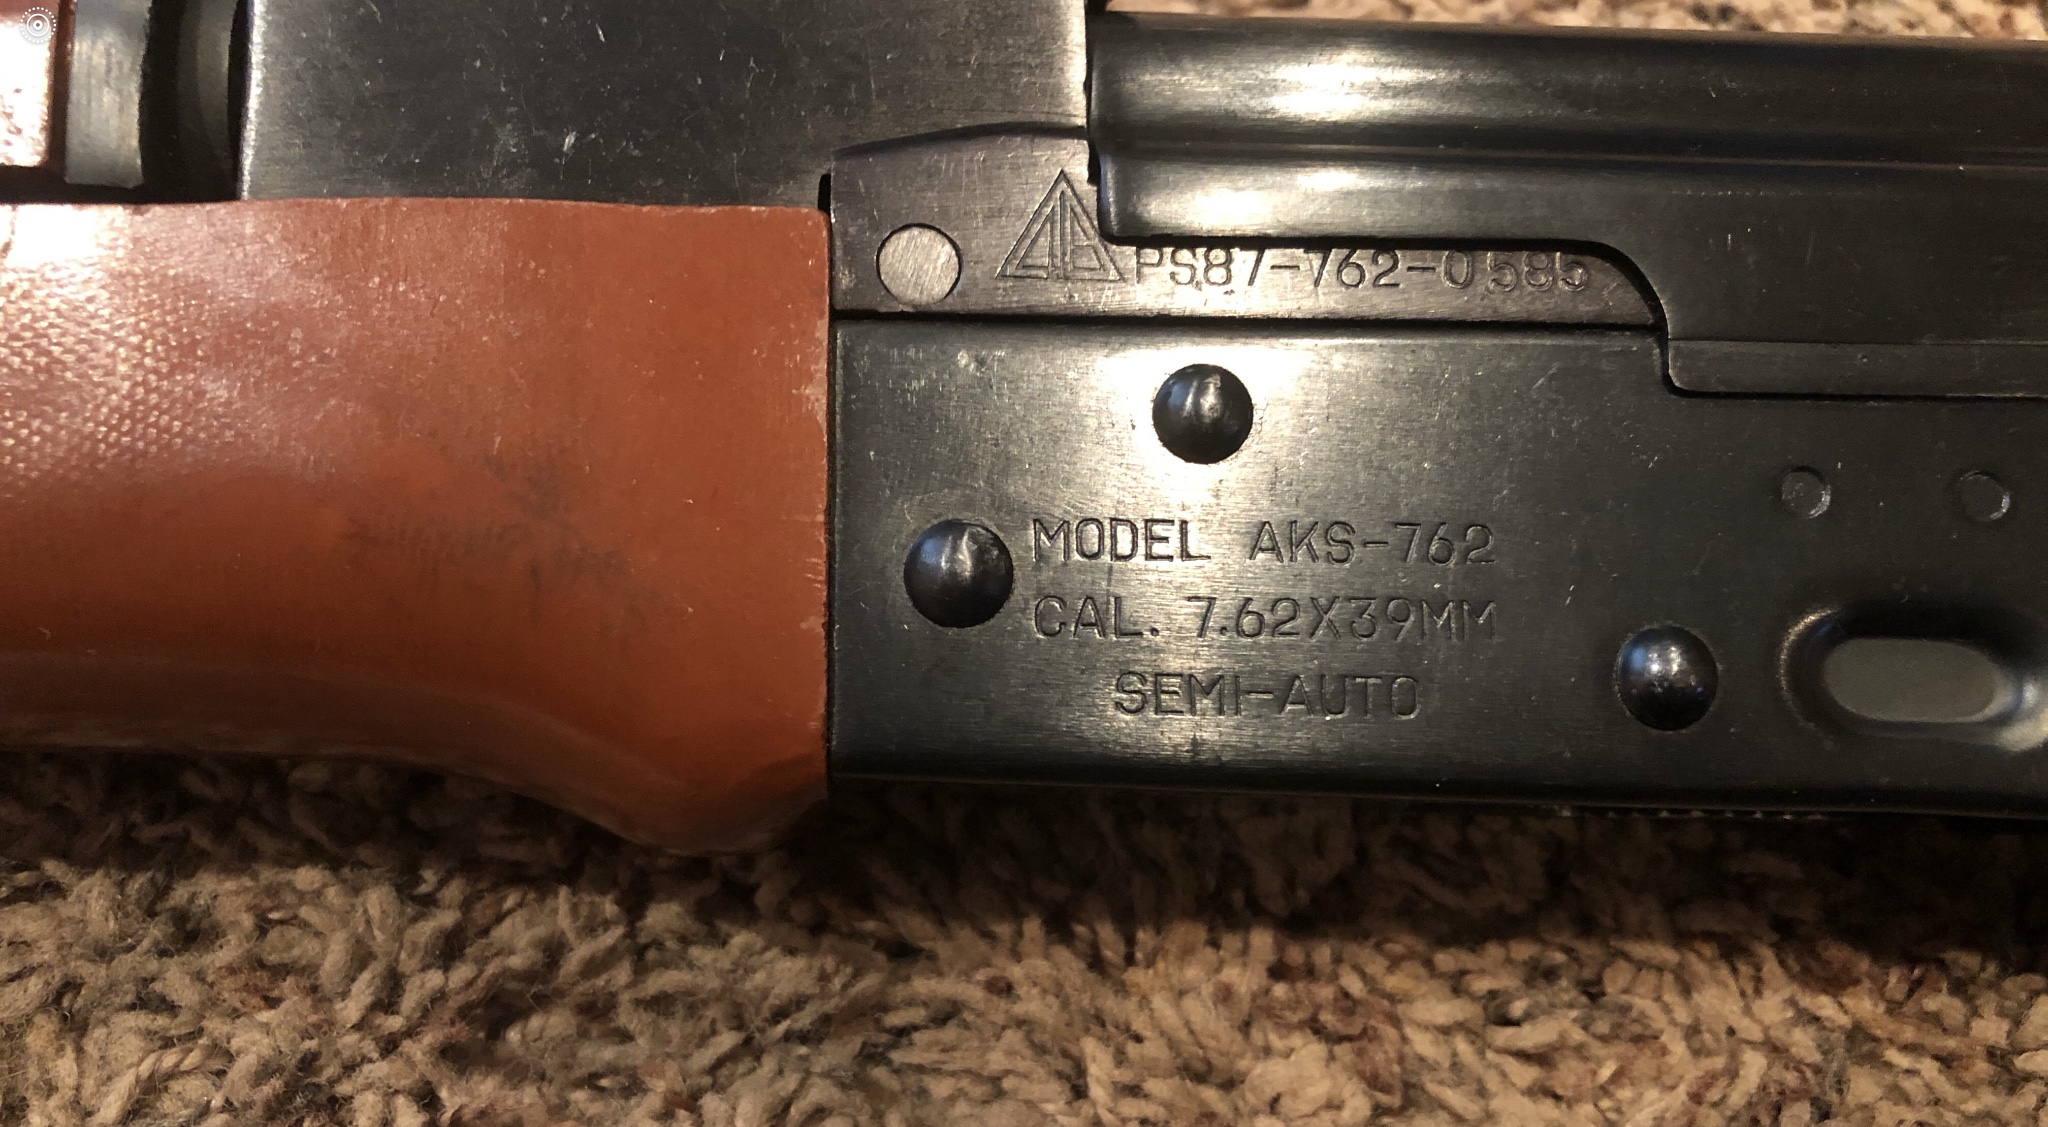 PS87-762-0585
MODEL AKS-762
CAL. 7.62X39MM
SEMI-AUTO